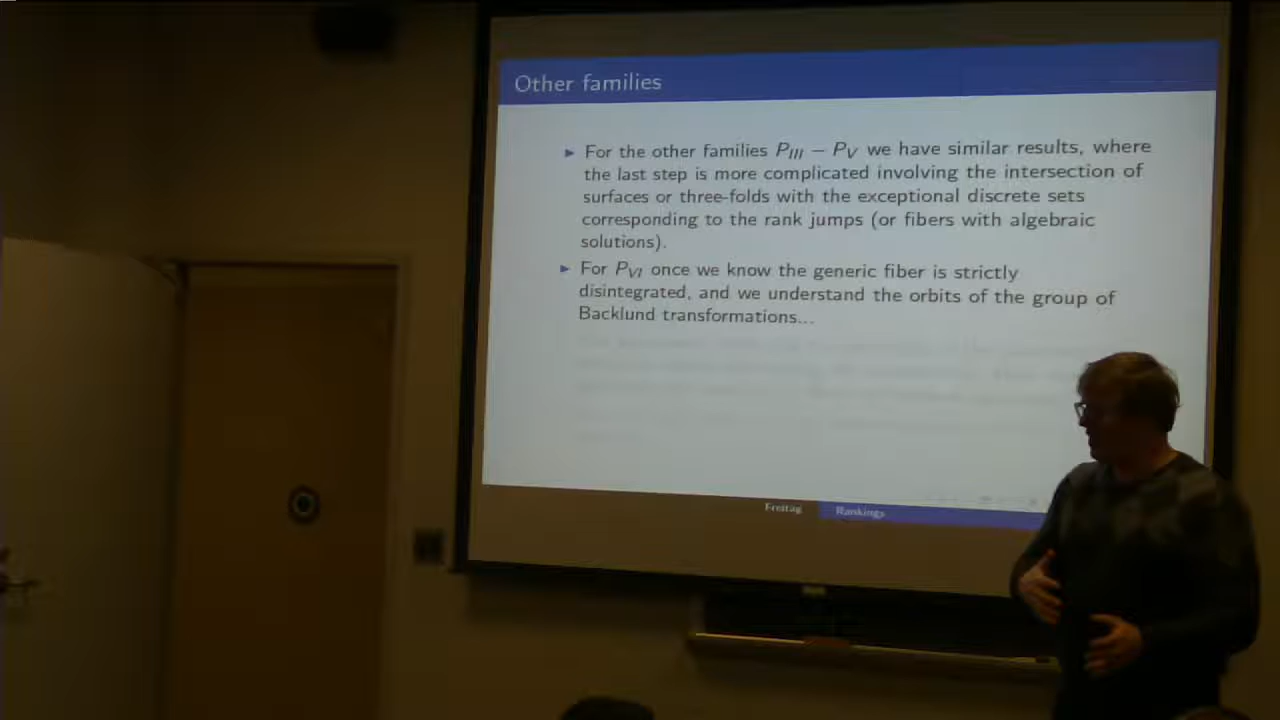 Other families
► For the other families P_III – P_V we have similar results, where
the last step is more complicated involving the intersection of
surfaces or three-folds with the exceptional discrete sets
corresponding to the rank jumps (or fibers with algebraic
solutions).
► For P_VI once we know the generic fiber is strictly
disintegrated, and we understand the orbits of the group of
Backlund transformations...
Freitag Rankings